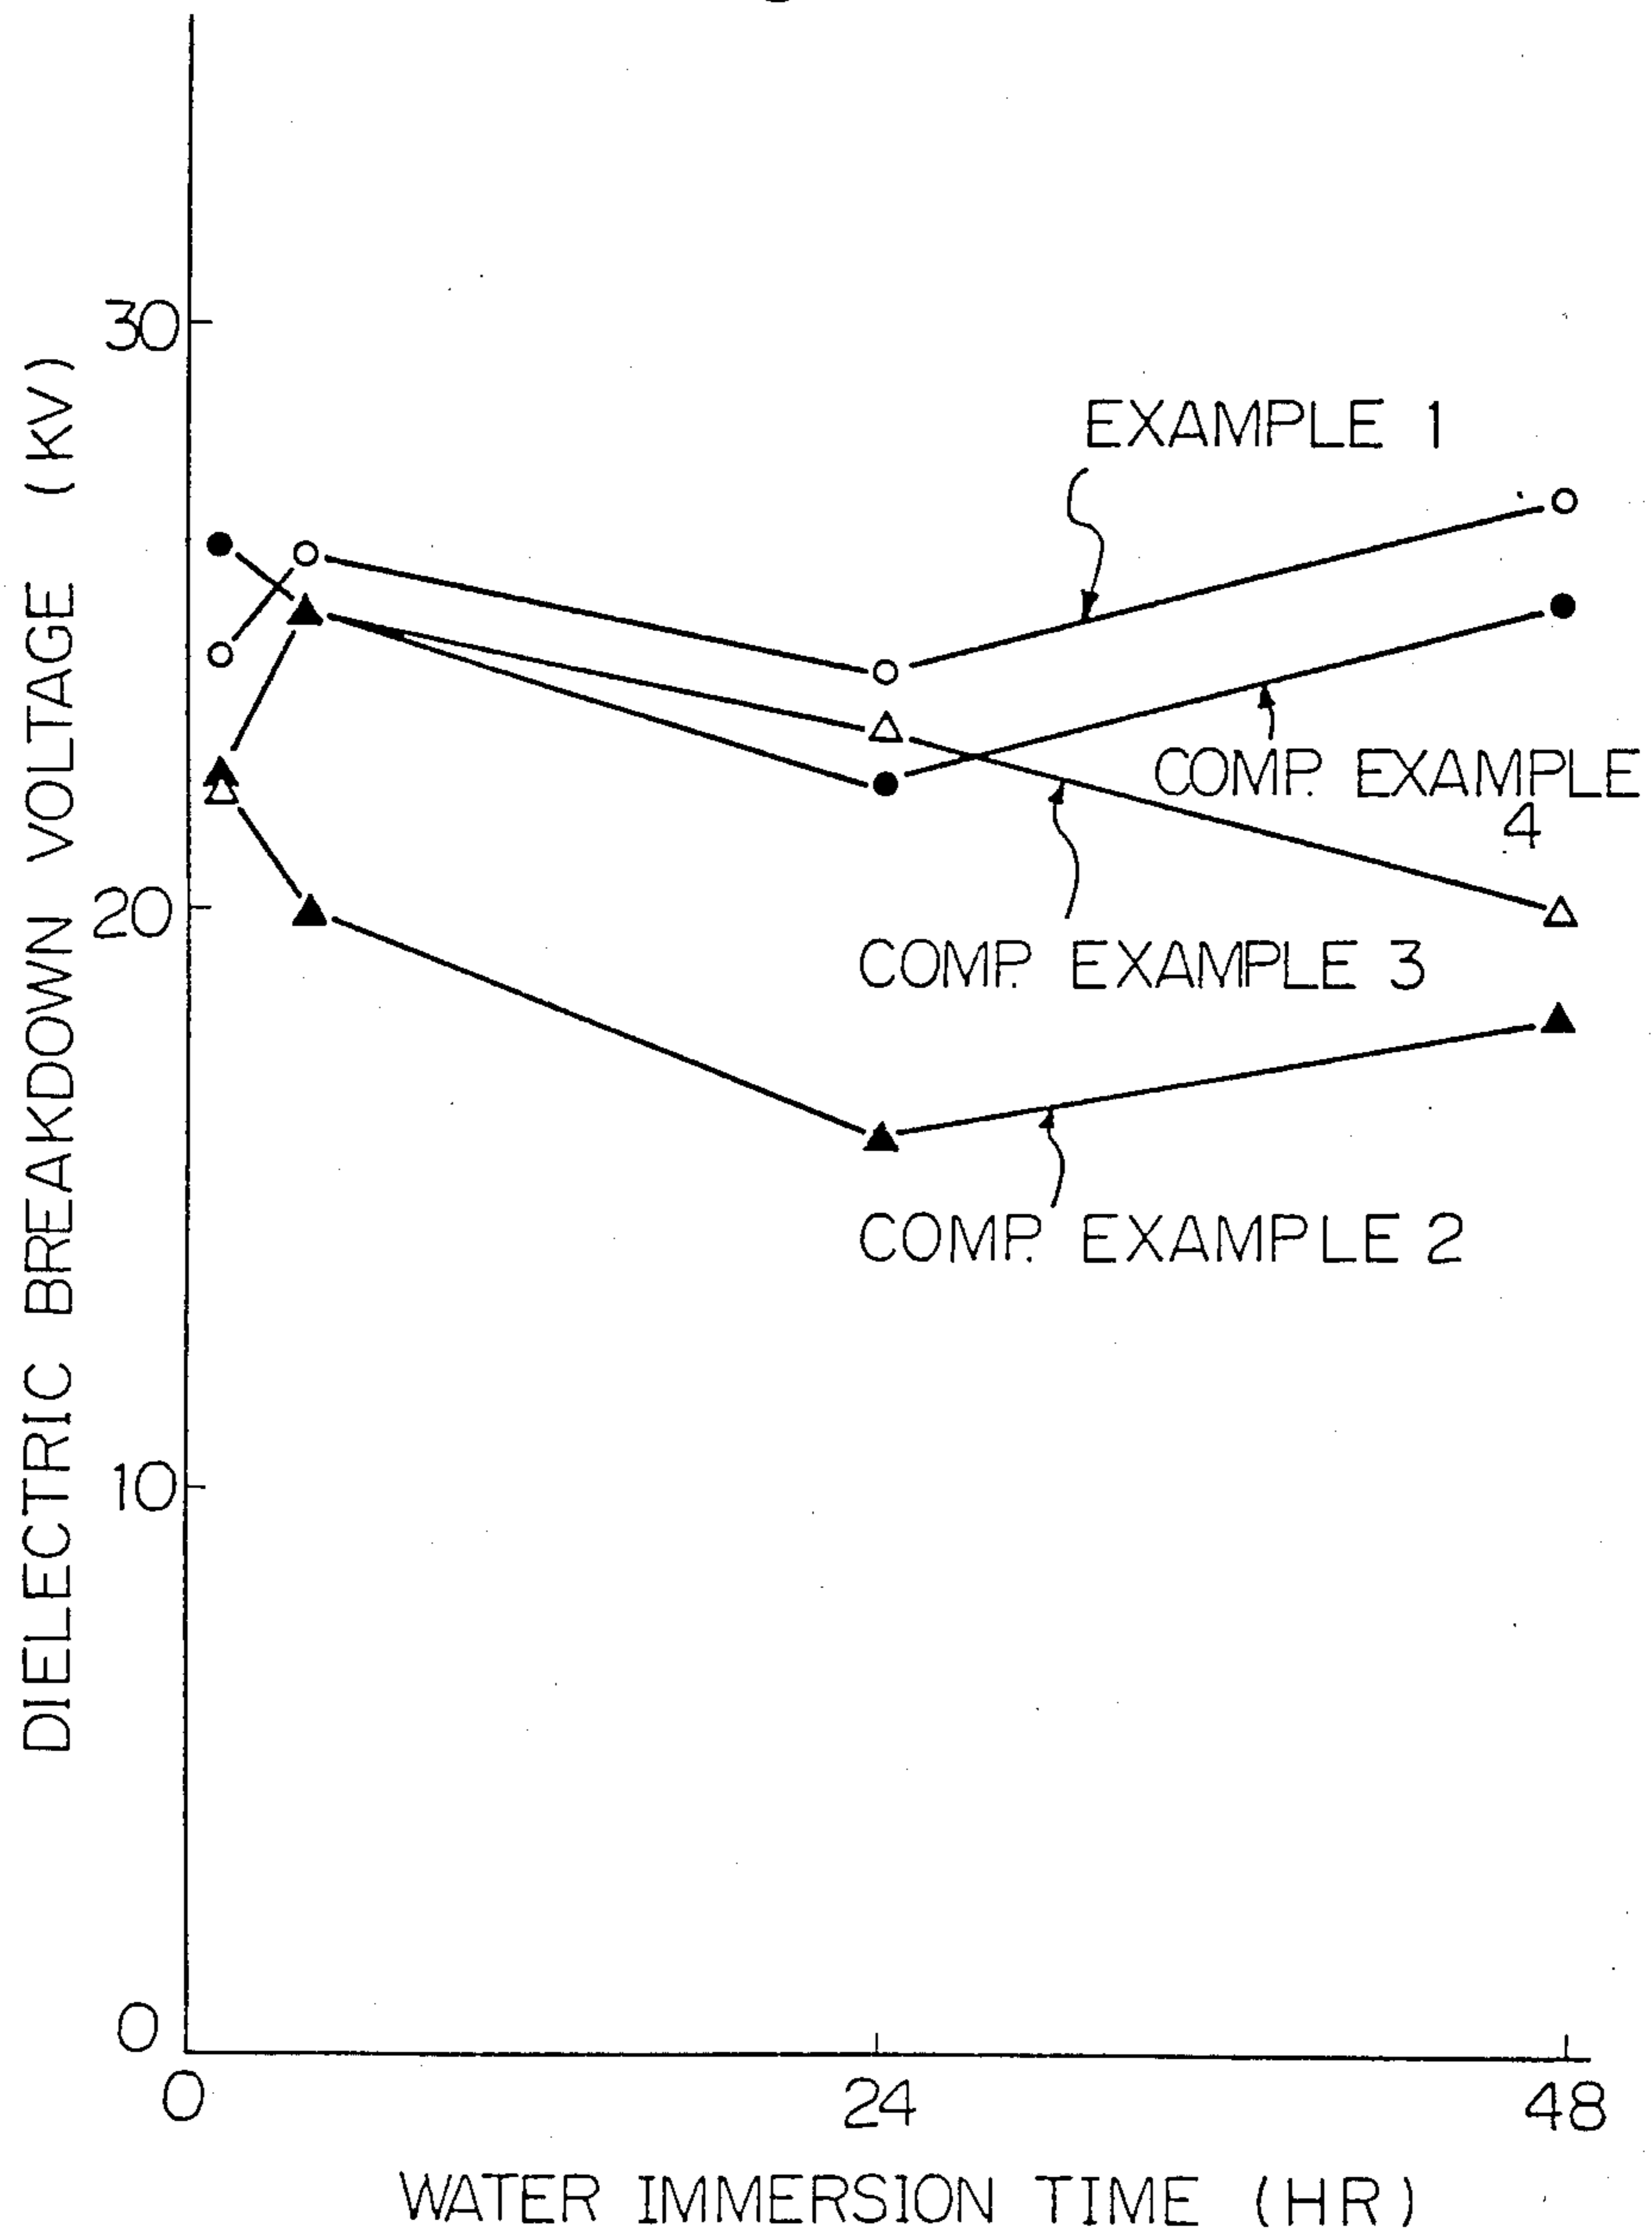 DIELECTRIC BREAKDOWN VOLTAGE (KV)
30
20
10
0
EXAMPLE 1
COMP. EXAMPLE
4
COMP. EXAMPLE 3
COMP. EXAMPLE 2
0
24
48
WATER IMMERSION TIME (HR)